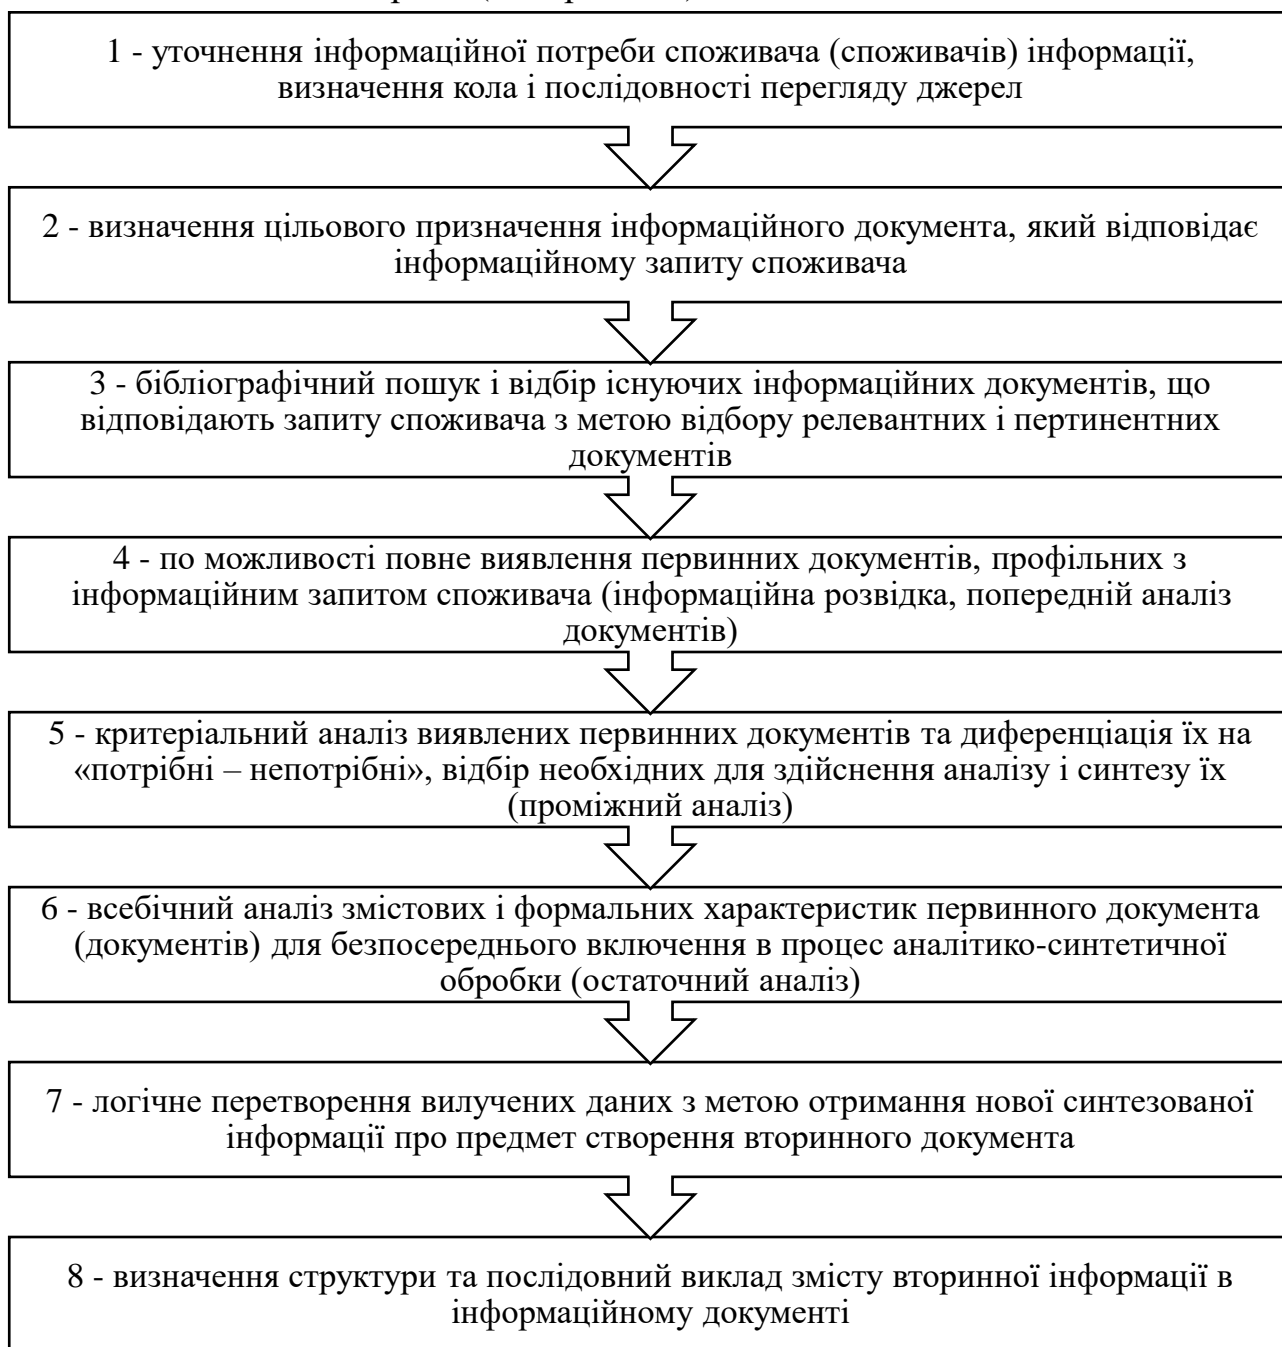 1 - уточнення інформаційної потреби споживача (споживачів) інформації,
визначення кола і послідовності перегляду джерел
2 - визначення цільового призначення інформаційного документа, який відповідає
інформаційному запиту споживача
3 - бібліографічний пошук і відбір існуючих інформаційних документів, що
відповідають запиту споживача з метою відбору релевантних і пертинентних
документів
4 - по можливості повне виявлення первинних документів, профільних з
інформаційним запитом споживача (інформаційна розвідка, попередній аналіз
документів)
5 - критеріальний аналіз виявлених первинних документів та диференціація їх на
«потрібні – непотрібні», відбір необхідних для здійснення аналізу і синтезу їх
(проміжний аналіз)
6 - всебічний аналіз змістових і формальних характеристик первинного документа
(документів) для безпосереднього включення в процес аналітико-синтетичної
обробки (остаточний аналіз)
7 - логічне перетворення вилучених даних з метою отримання нової синтезованої
інформації про предмет створення вторинного документа
8 - визначення структури та послідовний виклад змісту вторинної інформації в
інформаційному документі